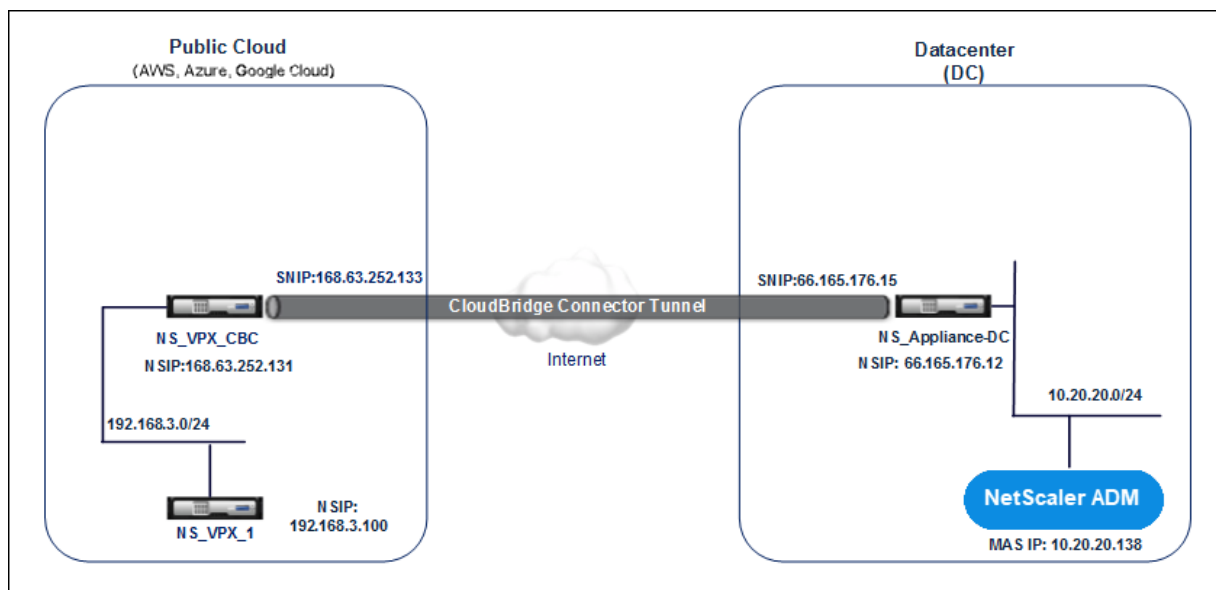 Public Cloud
(AWS, Azure, Google Cloud)
Datacenter
(DC)
SNIP:168.63.252.133
SNIP:66.165.176.15
CloudBridge Connector Tunnel
NS_VPX_CBC
NSIP:168.63.252.131
Internet
NS_Appliance-DC
NSIP: 66.165.176.12
192.168.3.0/24
10.20.20.0/24
NS_VPX_1
NSIP:
192.168.3.100
NetScaler ADM
MAS IP: 10.20.20.138